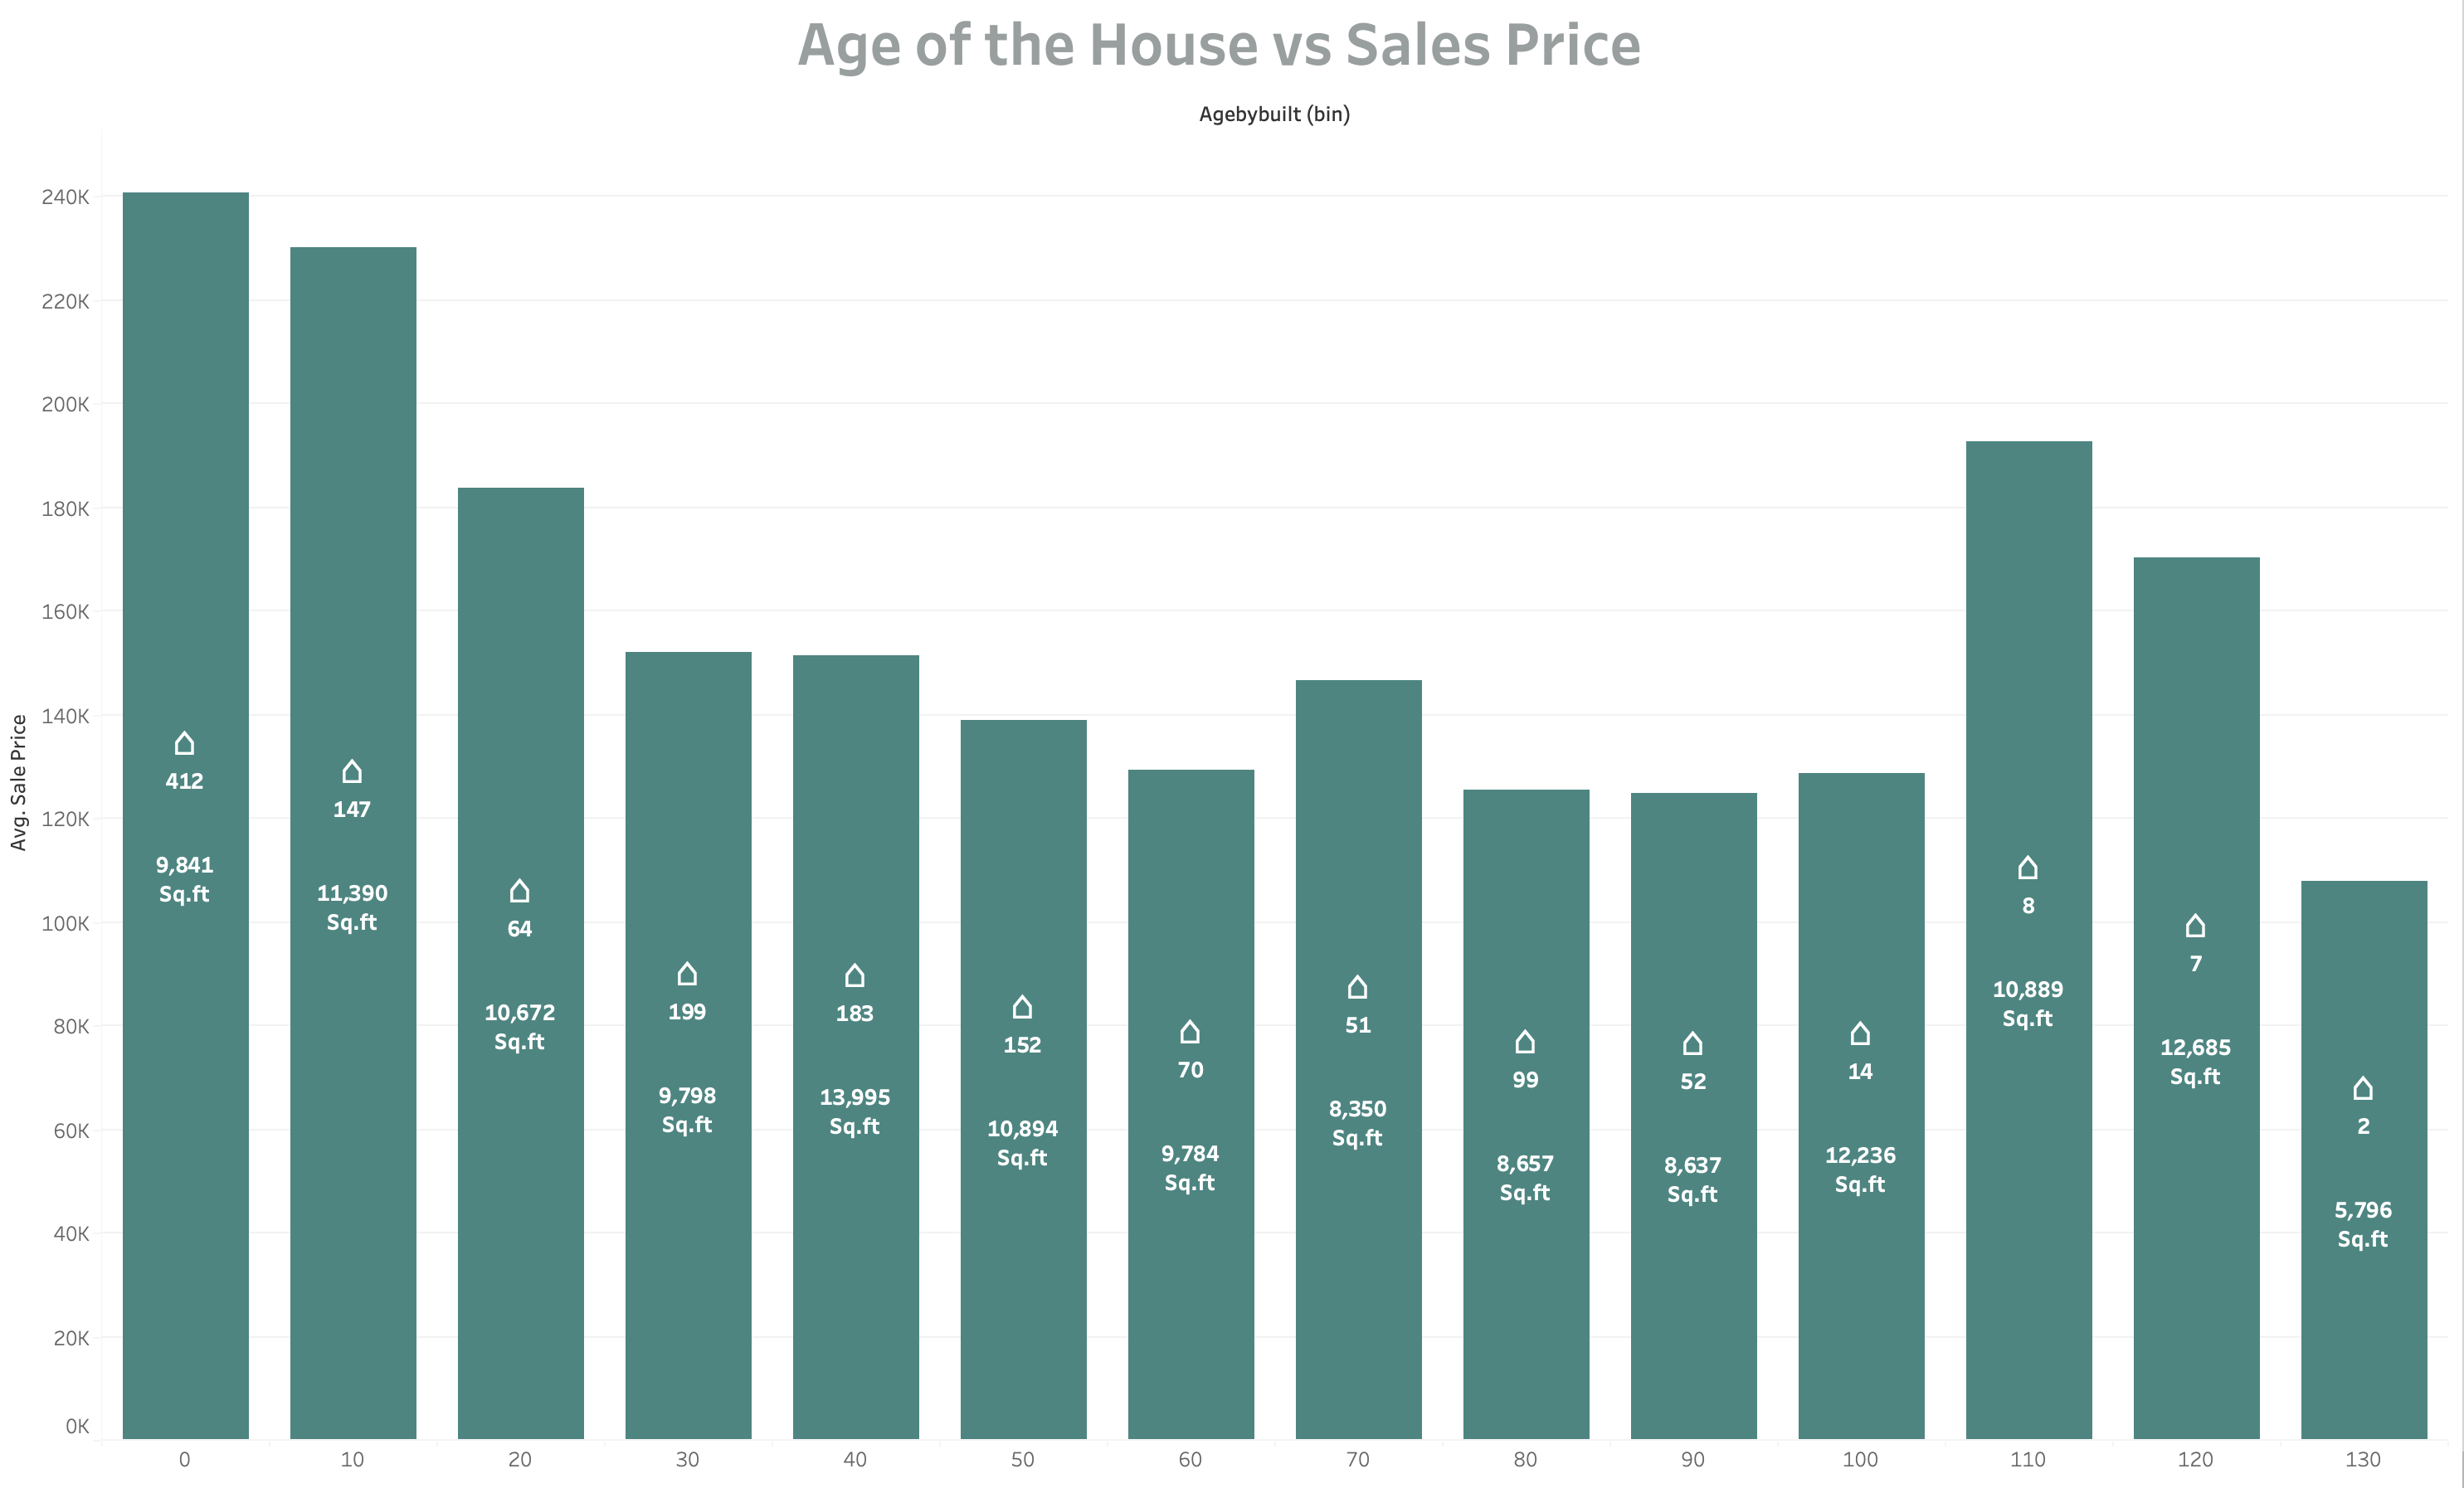 Age of the House vs Sales Price
Agebybuilt (bin)
Avg. Sale Price
240K
220K
200K
180K
160K
140K
120K
100K
80K
60K
40K
20K
0K
412
9,841
Sq.ft
147
11,390
Sq.ft
64
10,672
Sq.ft
199
9,798
Sq.ft
183
13,995
Sq.ft
152
10,894
Sq.ft
70
9,784
Sq.ft
51
8,350
Sq.ft
99
8,657
Sq.ft
52
8,637
Sq.ft
14
12,236
Sq.ft
8
10,889
Sq.ft
7
12,685
Sq.ft
2
5,796
Sq.ft
0 10 20 30 40 50 60 70 80 90 100 110 120 130